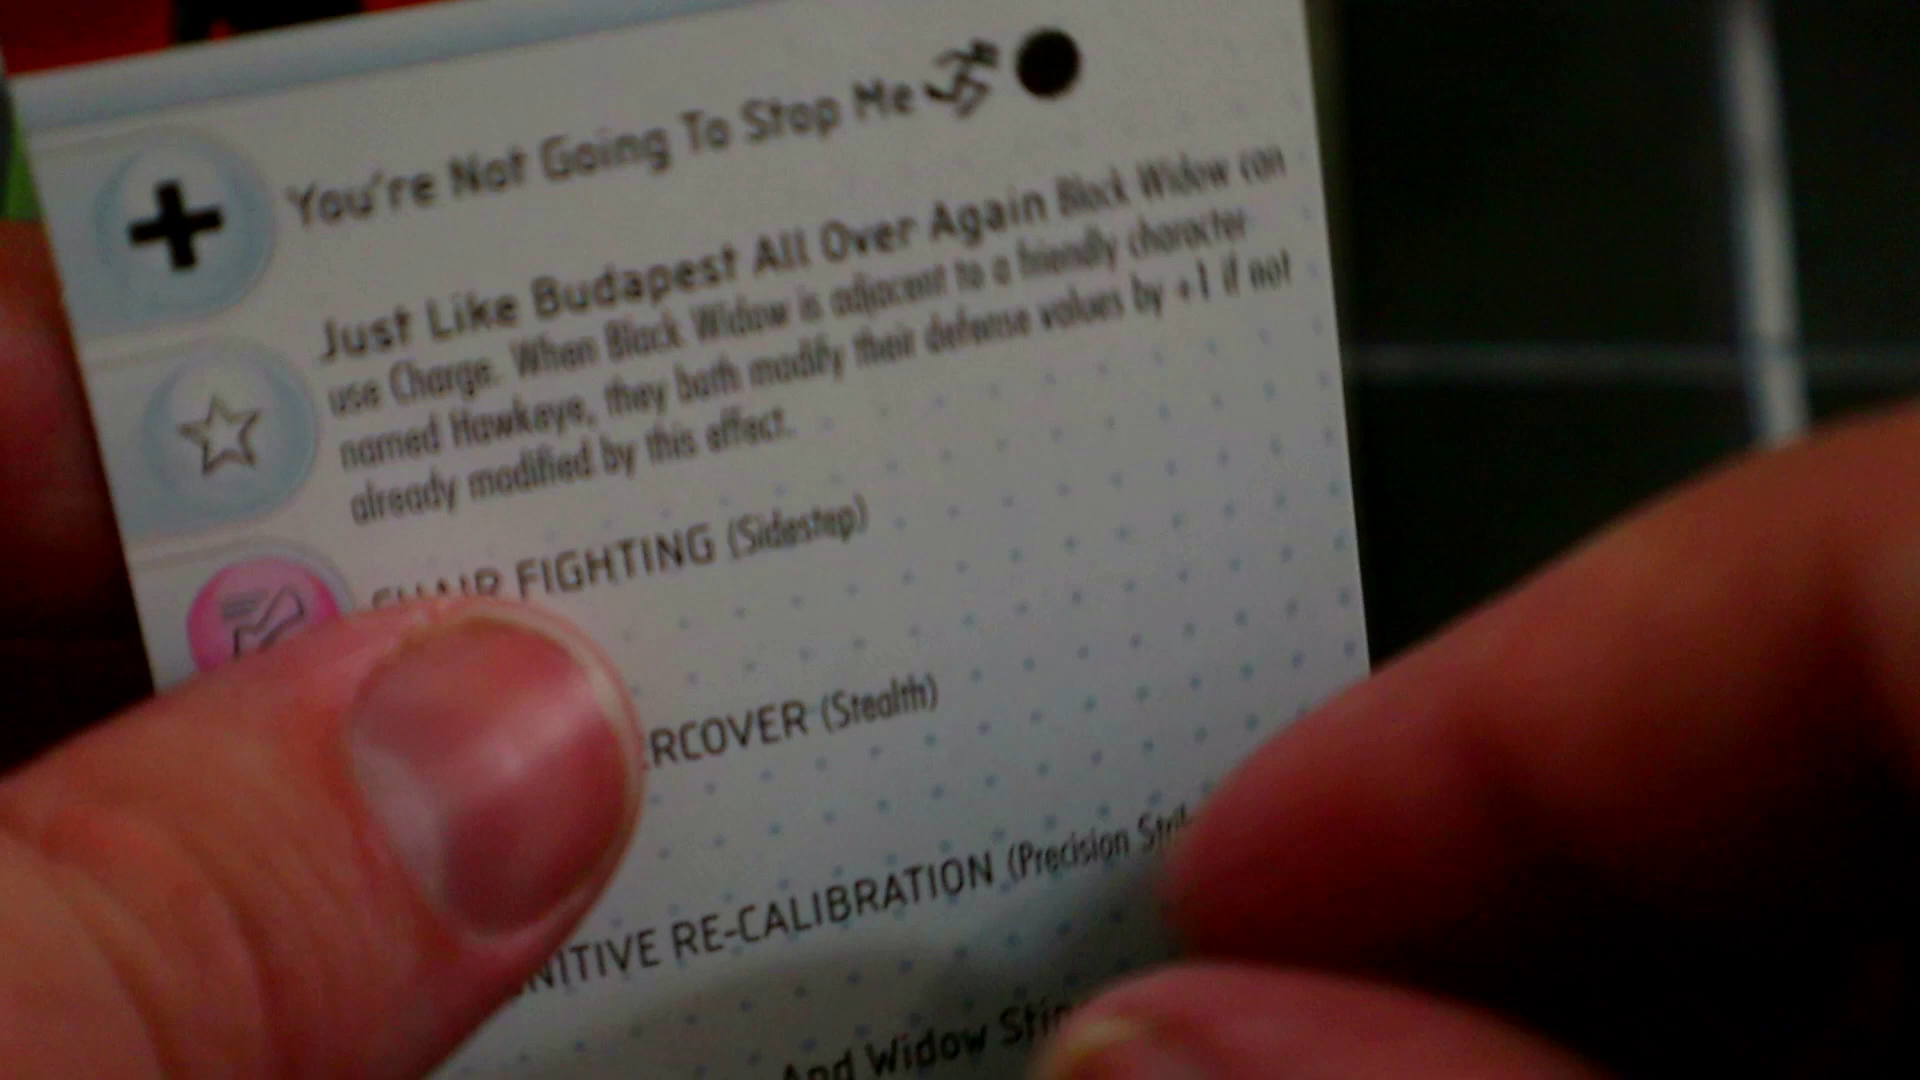 You're Not Going To Stop Me
Just Like Budapest All Over Again Black Widow can
use Charge. When Black Widow is adjacent to a friendly character
named Hawkeye, they both modify their defense values by +1 if not
already modified by this effect.
FIGHTING (Sidestep)
RCOVER (Stealth)
NITIVE RE-CALIBRATION (Precision
And Widow